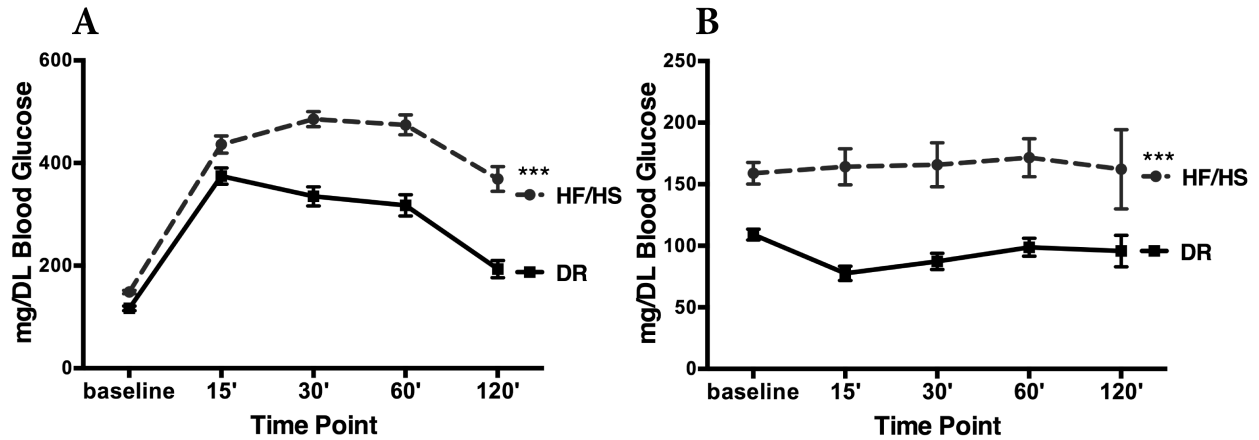 A
mg/DL Blood Glucose
600
400
200
0
baseline 15' 30' 60' 120'
Time Point
***
HF/HS
DR
B
mg/DL Blood Glucose
250
200
150
100
50
0
baseline 15' 30' 60' 120'
Time Point
***
HF/HS
DR